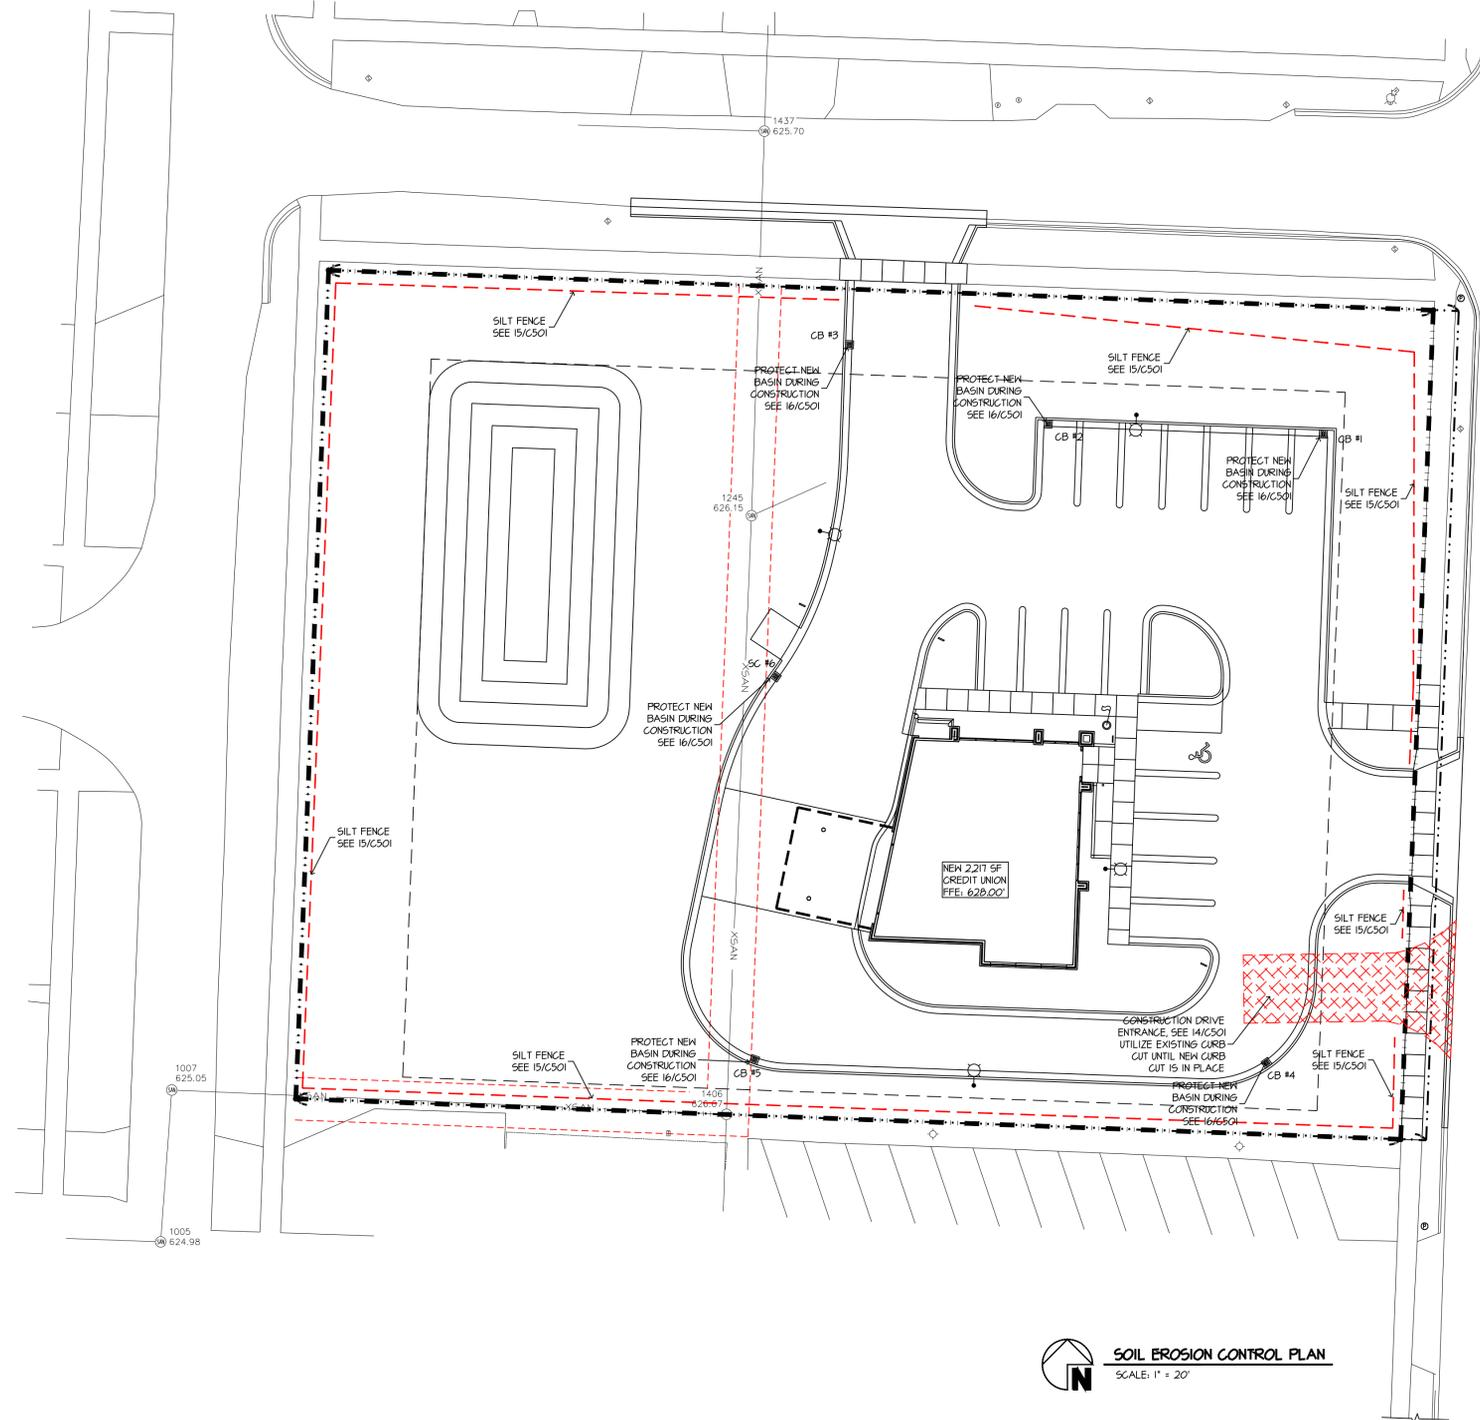 1437
625.70
XSAN
SILT FENCE
SEE 15/C501
CB #3
PROTECT NEW
BASIN DURING
CONSTRUCTION
SEE 16/C501
SILT FENCE
SEE 15/C501
PROTECT NEW
BASIN DURING
CONSTRUCTION
SEE 16/C501
CB #2
CB #1
PROTECT NEW
BASIN DURING
CONSTRUCTION
SEE 16/C501
SILT FENCE
SEE 15/C501
1245
626.15
SC #6
XSAN
PROTECT NEW
BASIN DURING
CONSTRUCTION
SEE 16/C501
SILT FENCE
SEE 15/C501
NEW 2,217 SF
CREDIT UNION
FFE: 628.00'
SILT FENCE
SEE 15/C501
XSAN
CONSTRUCTION DRIVE
ENTRANCE, SEE 14/C501
UTILIZE EXISTING CURB
CUT UNTIL NEW CURB
CUT IS IN PLACE
PROTECT NEW
BASIN DURING
CONSTRUCTION
SEE 16/C501
CB #5
SILT FENCE
SEE 15/C501
SILT FENCE
SEE 15/C501
CB #4
PROTECT NEW
BASIN DURING
CONSTRUCTION
SEE 16/C501
1007
625.05
XSAN
XSAN
1406
626.67
1005
624.98
N
SOIL EROSION CONTROL PLAN
SCALE: 1" = 20'